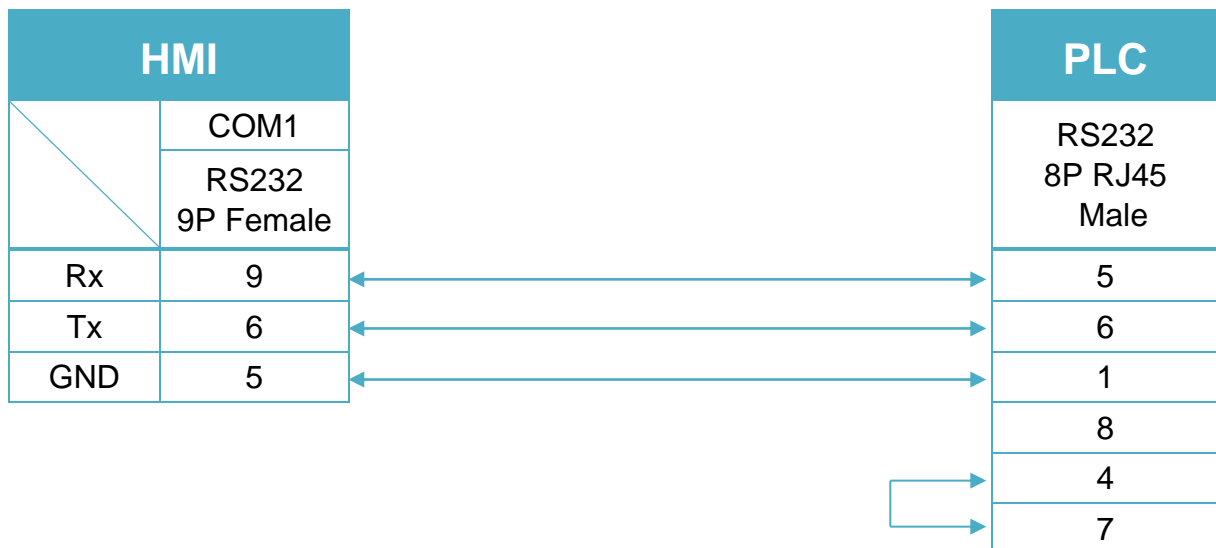 HMI
PLC
COM1
RS232
9P Female
RS232
8P RJ45
Male
Rx 9 5
Tx 6 6
GND 5 1
8
4
7